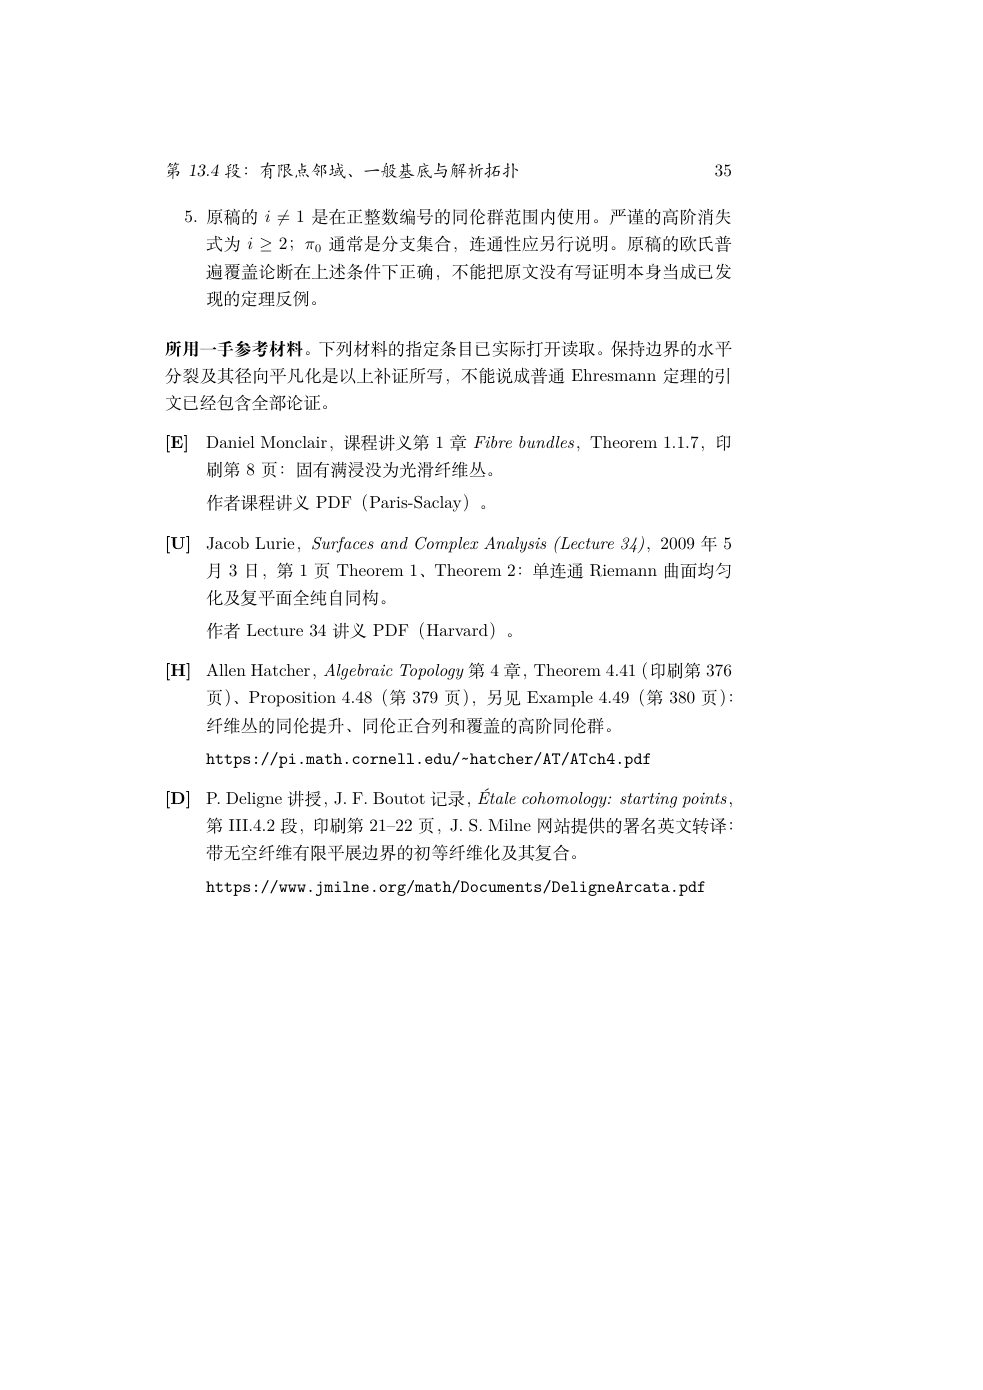 第 13.4 段：有限点邻域、一般基底与解析拓扑 35
5. 原稿的 i ≠ 1 是在正整数编号的同伦群范围内使用。严谨的高阶消失
式为 i ≥ 2；π₀ 通常是分支集合，连通性应另行说明。原稿的欧氏普
遍覆盖论断在上述条件下正确，不能把原文没有写证明本身当成已发
现的定理反例。
所用一手参考材料。下列材料的指定条目已实际打开读取。保持边界的水平
分裂及其径向平凡化是以上补证所写，不能说成普通 Ehresmann 定理的引
文已经包含全部论证。
[E] Daniel Monclair，课程讲义第 1 章 Fibre bundles，Theorem 1.1.7，印
刷第 8 页：固有满浸没为光滑纤维丛。
作者课程讲义 PDF（Paris-Saclay）。
[U] Jacob Lurie，Surfaces and Complex Analysis (Lecture 34)，2009 年 5
月 3 日，第 1 页 Theorem 1、Theorem 2：单连通 Riemann 曲面均匀
化及复平面全纯自同构。
作者 Lecture 34 讲义 PDF（Harvard）。
[H] Allen Hatcher，Algebraic Topology 第 4 章，Theorem 4.41（印刷第 376
页）、Proposition 4.48（第 379 页），另见 Example 4.49（第 380 页）：
纤维丛的同伦提升、同伦正合列和覆盖的高阶同伦群。
https://pi.math.cornell.edu/~hatcher/AT/ATch4.pdf
[D] P. Deligne 讲授，J. F. Boutot 记录，Étale cohomology: starting points，
第 III.4.2 段，印刷第 21–22 页，J. S. Milne 网站提供的署名英文转译：
带无空纤维有限平展边界的初等纤维化及其复合。
https://www.jmilne.org/math/Documents/DeligneArcata.pdf